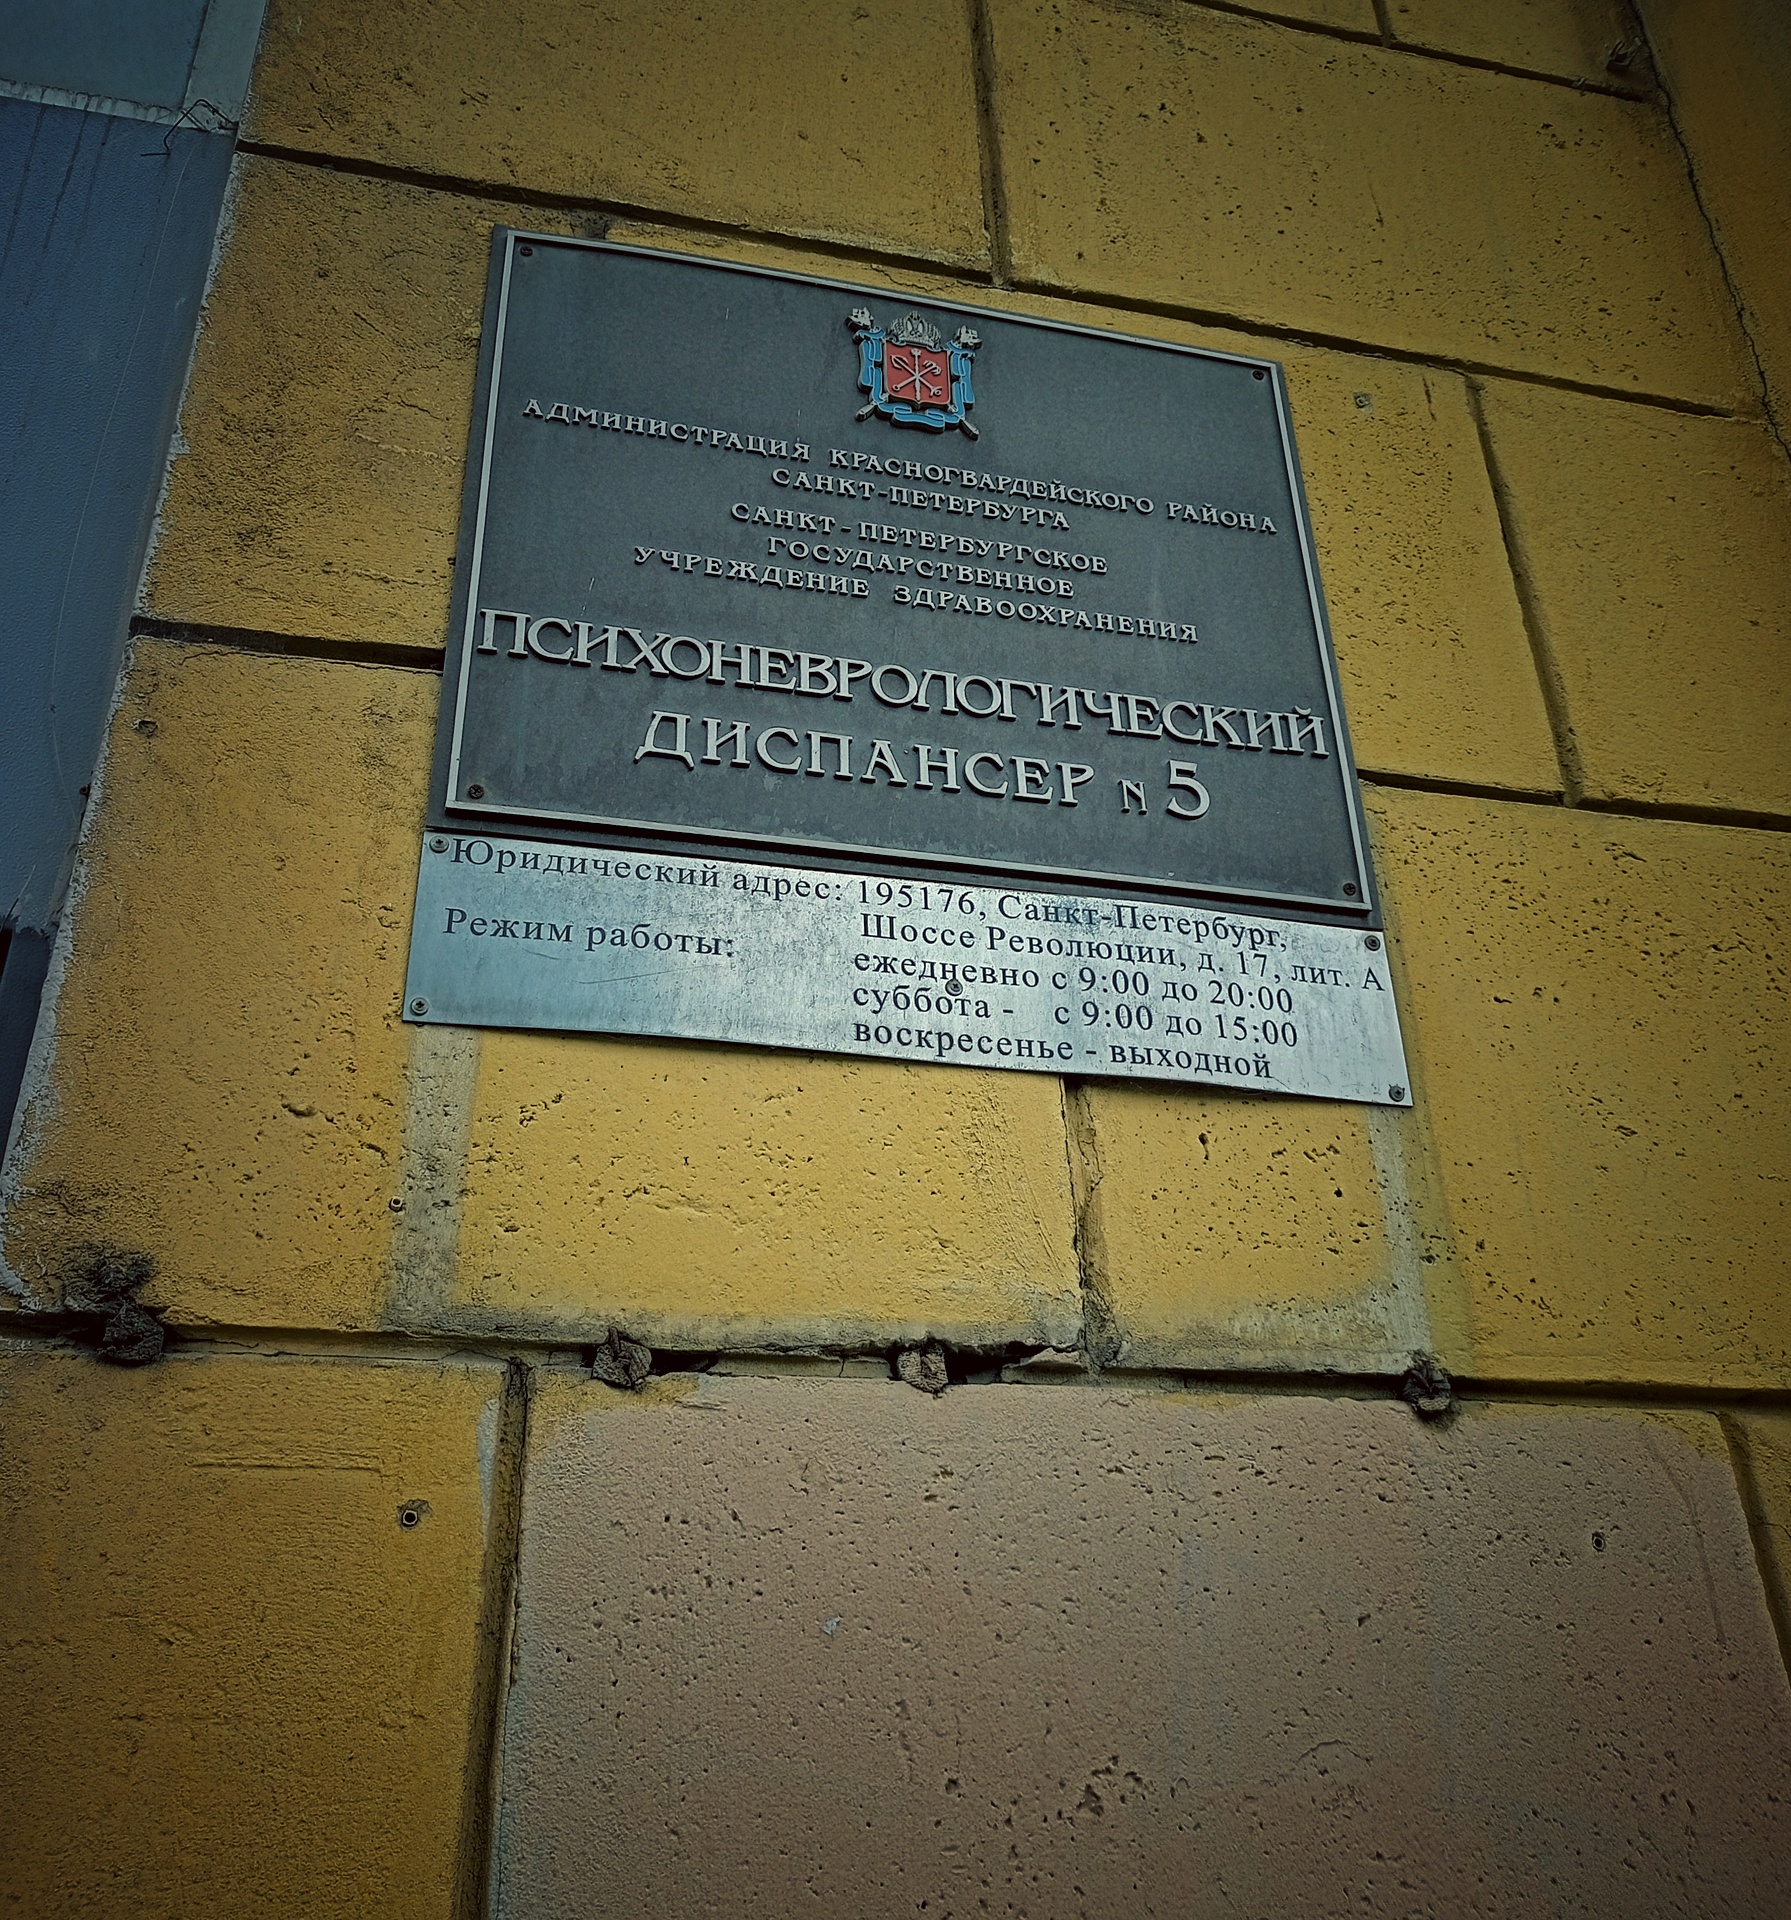 АДМИНИСТРАЦИЯ КРАСНОГВАРДЕЙСКОГО РАЙОНА
САНКТ-ПЕТЕРБУРГА
САНКТ-ПЕТЕРБУРГСКОЕ
ГОСУДАРСТВЕННОЕ
УЧРЕЖДЕНИЕ ЗДРАВООХРАНЕНИЯ
ПСИХОНЕВРОЛОГИЧЕСКИЙ
ДИСПАНСЕР N 5
Юридический адрес: 195176, Санкт-Петербург,
Шоссе Революции, д. 17, лит. А
Режим работы: ежедневно с 9:00 до 20:00
суббота - с 9:00 до 15:00
воскресенье - выходной